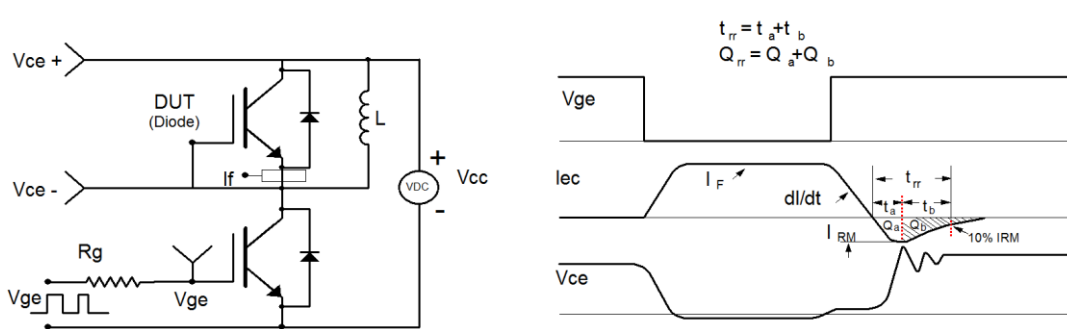 Vce +
DUT
(Diode)
L
If
Vce -
+
VDC
-
Vcc
Rg
Vge
Vge
t rr = t a + t b
Q rr = Q a + Q b
Vge
Iec
I F
dI/dt
t rr
t a
t b
Q a
Q b
I RM
10% IRM
Vce